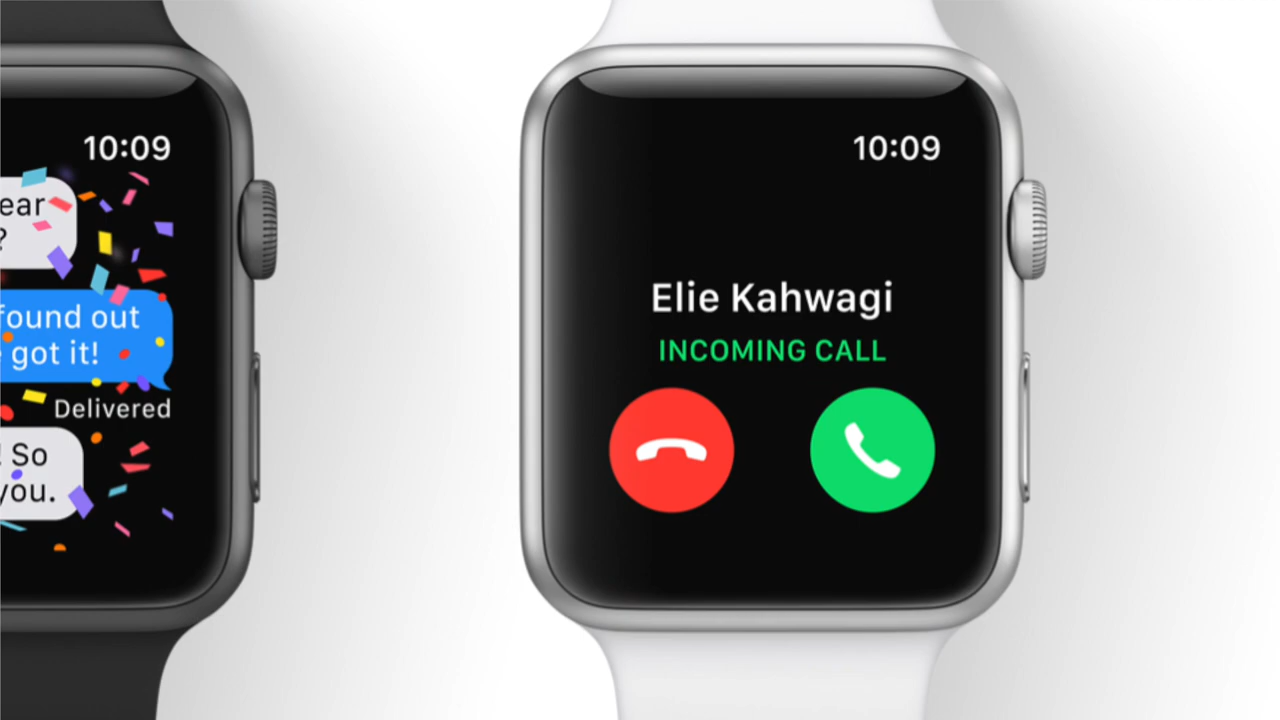 10:09
ear
?
found out
got it!
Delivered
! So
you.
10:09
Elie Kahwagi
INCOMING CALL